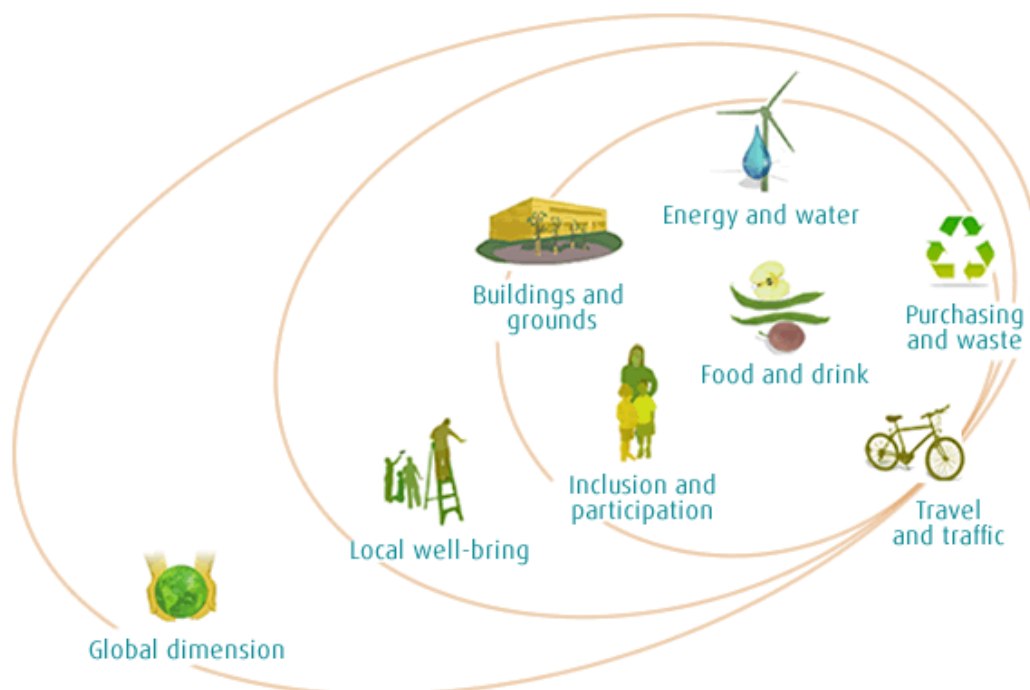 Energy and water
Buildings and
grounds
Purchasing
and waste
Food and drink
Inclusion and
participation
Travel
and traffic
Local well-bring
Global dimension